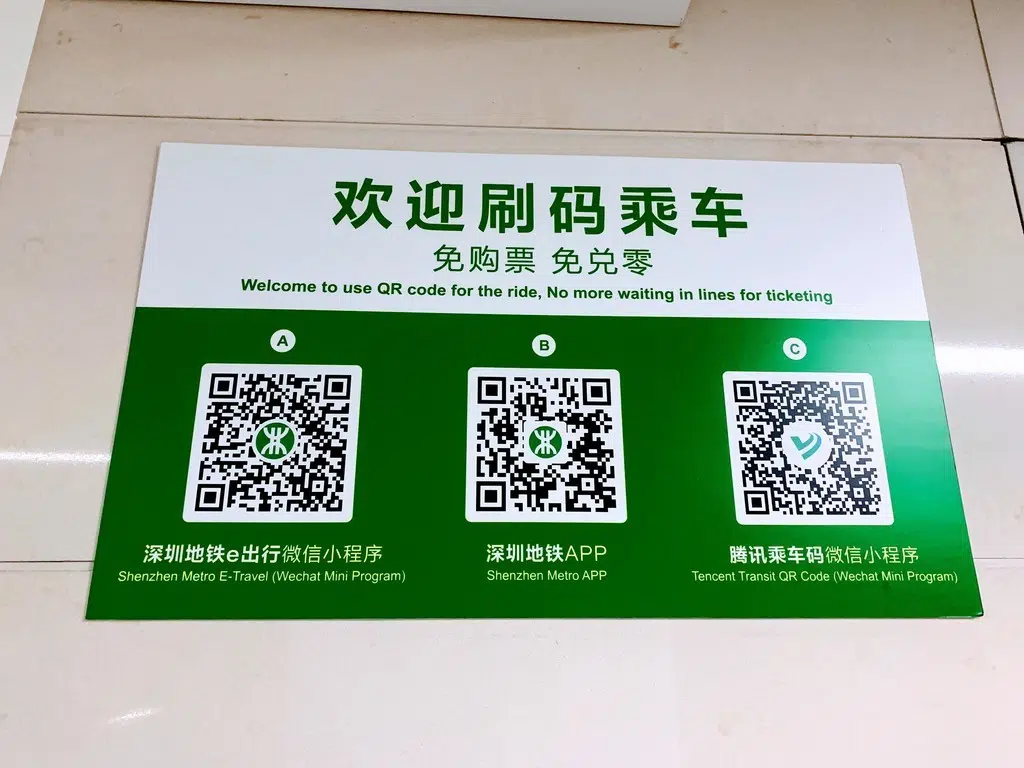 欢迎刷码乘车
免购票 免兑零
Welcome to use QR code for the ride, No more waiting in lines for ticketing
A
B
C
深圳地铁e出行微信小程序
Shenzhen Metro E-Travel (Wechat Mini Program)
深圳地铁APP
Shenzhen Metro APP
腾讯乘车码微信小程序
Tencent Transit QR Code (Wechat Mini Program)